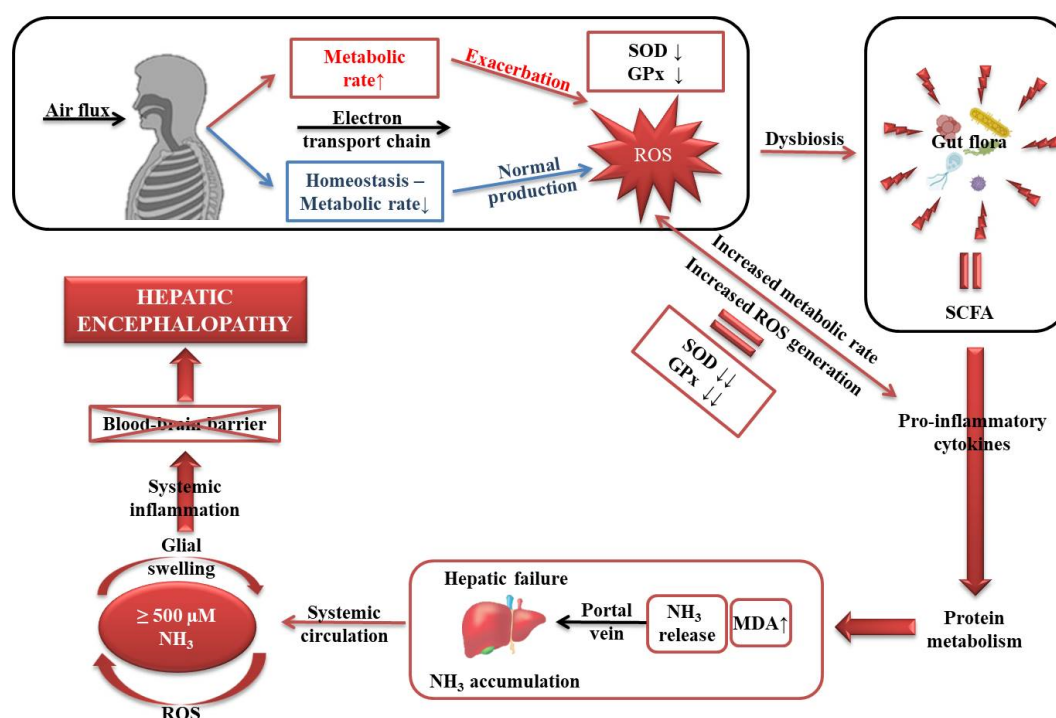 Air flux
Metabolic
rate↑
Exacerbation
SOD ↓
GPx ↓
Electron
transport chain
ROS
Homeostasis –
Metabolic rate↓
Normal
production
Dysbiosis
Gut flora
SCFA
Increased metabolic rate
Increased ROS generation
SOD ↓↓
GPx ↓↓
HEPATIC
ENCEPHALOPATHY
Blood-brain barrier
Systemic
inflammation
Glial
swelling
≥ 500 µM
NH₃
ROS
Systemic
circulation
Hepatic failure
NH₃ accumulation
Portal
vein
NH₃
release
MDA↑
Pro-inflammatory
cytokines
Protein
metabolism